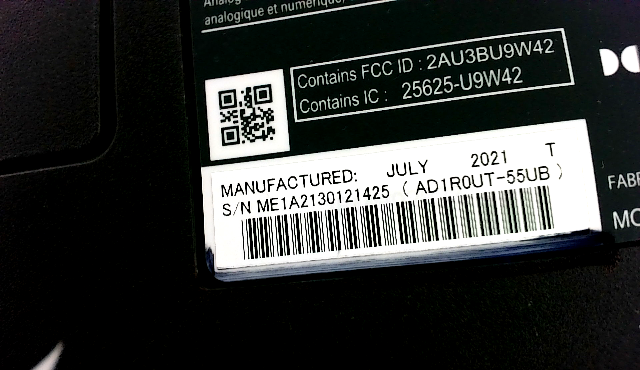 analogique et numérique,
Contains FCC ID : 2AU3BU9W42
Contains IC : 25625-U9W42
MANUFACTURED: JULY 2021 T
S/N ME1A2130121425 ( AD1R0UT-55UB )